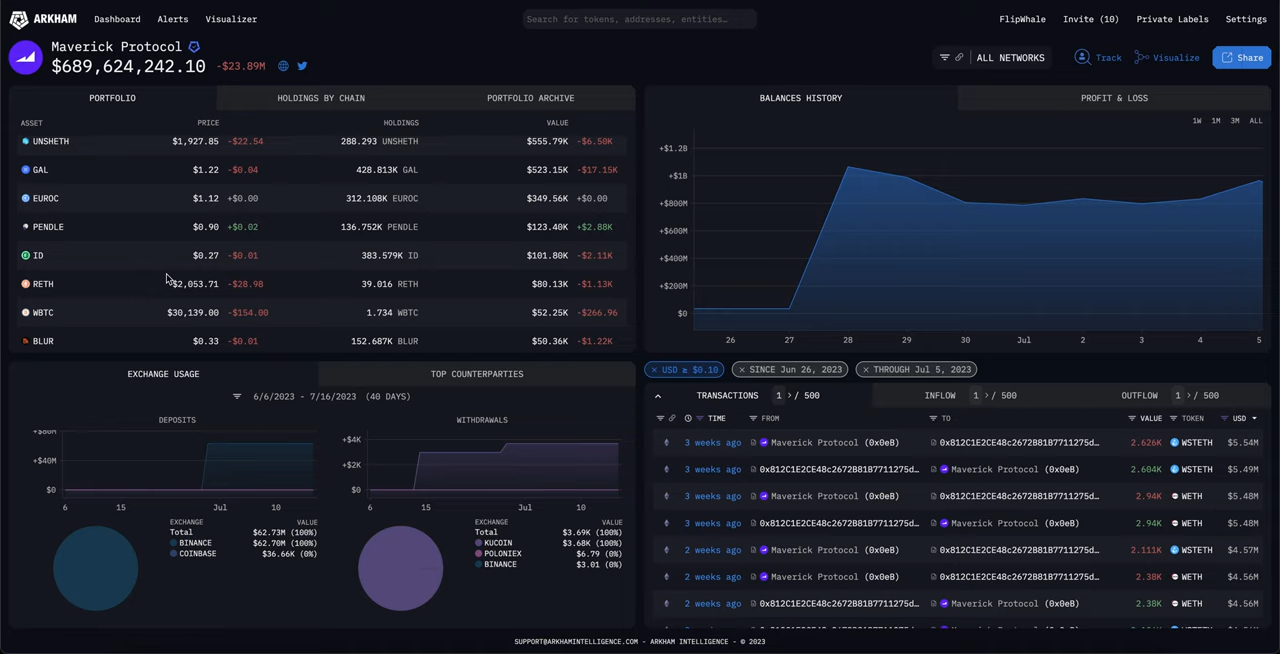 ARKHAM Dashboard Alerts Visualizer Search for tokens, addresses, entities… FlipWhale Invite (10) Private Labels Settings
Maverick Protocol
$689,624,242.10 -$23.89M
ALL NETWORKS Track Visualize Share
PORTFOLIO HOLDINGS BY CHAIN PORTFOLIO ARCHIVE
ASSET PRICE HOLDINGS VALUE
UNSHETH $1,927.85 -$22.54 288.293 UNSHETH $555.79K -$6.50K
GAL $1.22 -$0.04 428.813K GAL $523.15K -$17.15K
EUROC $1.12 +$0.00 312.108K EUROC $349.56K +$0.00
PENDLE $0.90 +$0.02 136.752K PENDLE $123.40K +$2.88K
ID $0.27 -$0.01 383.579K ID $101.80K -$2.11K
RETH $2,053.71 -$28.98 39.016 RETH $80.13K -$1.13K
WBTC $30,139.00 -$154.00 1.734 WBTC $52.25K -$266.96
BLUR $0.33 -$0.01 152.687K BLUR $50.36K -$1.22K
BALANCES HISTORY PROFIT & LOSS
1W 1M 3M ALL
+$1.2B
+$1B
+$800M
+$600M
+$400M
+$200M
$0
26 27 28 29 30 Jul 2 3 4 5
EXCHANGE USAGE TOP COUNTERPARTIES
6/6/2023 - 7/16/2023 (40 DAYS)
DEPOSITS
+$80M
+$40M
$0
6 15 Jul 10
EXCHANGE VALUE
Total $62.73M (100%)
BINANCE $62.70M (100%)
COINBASE $36.66K (0%)
WITHDRAWALS
+$4K
+$2K
$0
6 15 Jul 10
EXCHANGE VALUE
Total $3.69K (100%)
KUCOIN $3.68K (100%)
POLONIEX $6.79 (0%)
BINANCE $3.01 (0%)
× USD ≥ $0.10 × SINCE Jun 26, 2023 × THROUGH Jul 5, 2023
TRANSACTIONS 1 > / 500 INFLOW 1 > / 500 OUTFLOW 1 > / 500
TIME FROM TO VALUE TOKEN USD
3 weeks ago Maverick Protocol (0x0eB) 0x812C1E2CE48c2672B81B7711275d… 2.626K WSTETH $5.54M
3 weeks ago 0x812C1E2CE48c2672B81B7711275d… Maverick Protocol (0x0eB) 2.604K WSTETH $5.49M
3 weeks ago Maverick Protocol (0x0eB) 0x812C1E2CE48c2672B81B7711275d… 2.94K WETH $5.48M
3 weeks ago 0x812C1E2CE48c2672B81B7711275d… Maverick Protocol (0x0eB) 2.94K WETH $5.48M
2 weeks ago Maverick Protocol (0x0eB) 0x812C1E2CE48c2672B81B7711275d… 2.111K WSTETH $4.57M
2 weeks ago Maverick Protocol (0x0eB) 0x812C1E2CE48c2672B81B7711275d… 2.38K WETH $4.56M
2 weeks ago 0x812C1E2CE48c2672B81B7711275d… Maverick Protocol (0x0eB) 2.38K WETH $4.56M
SUPPORT@ARKHAMINTELLIGENCE.COM - ARKHAM INTELLIGENCE - © 2023